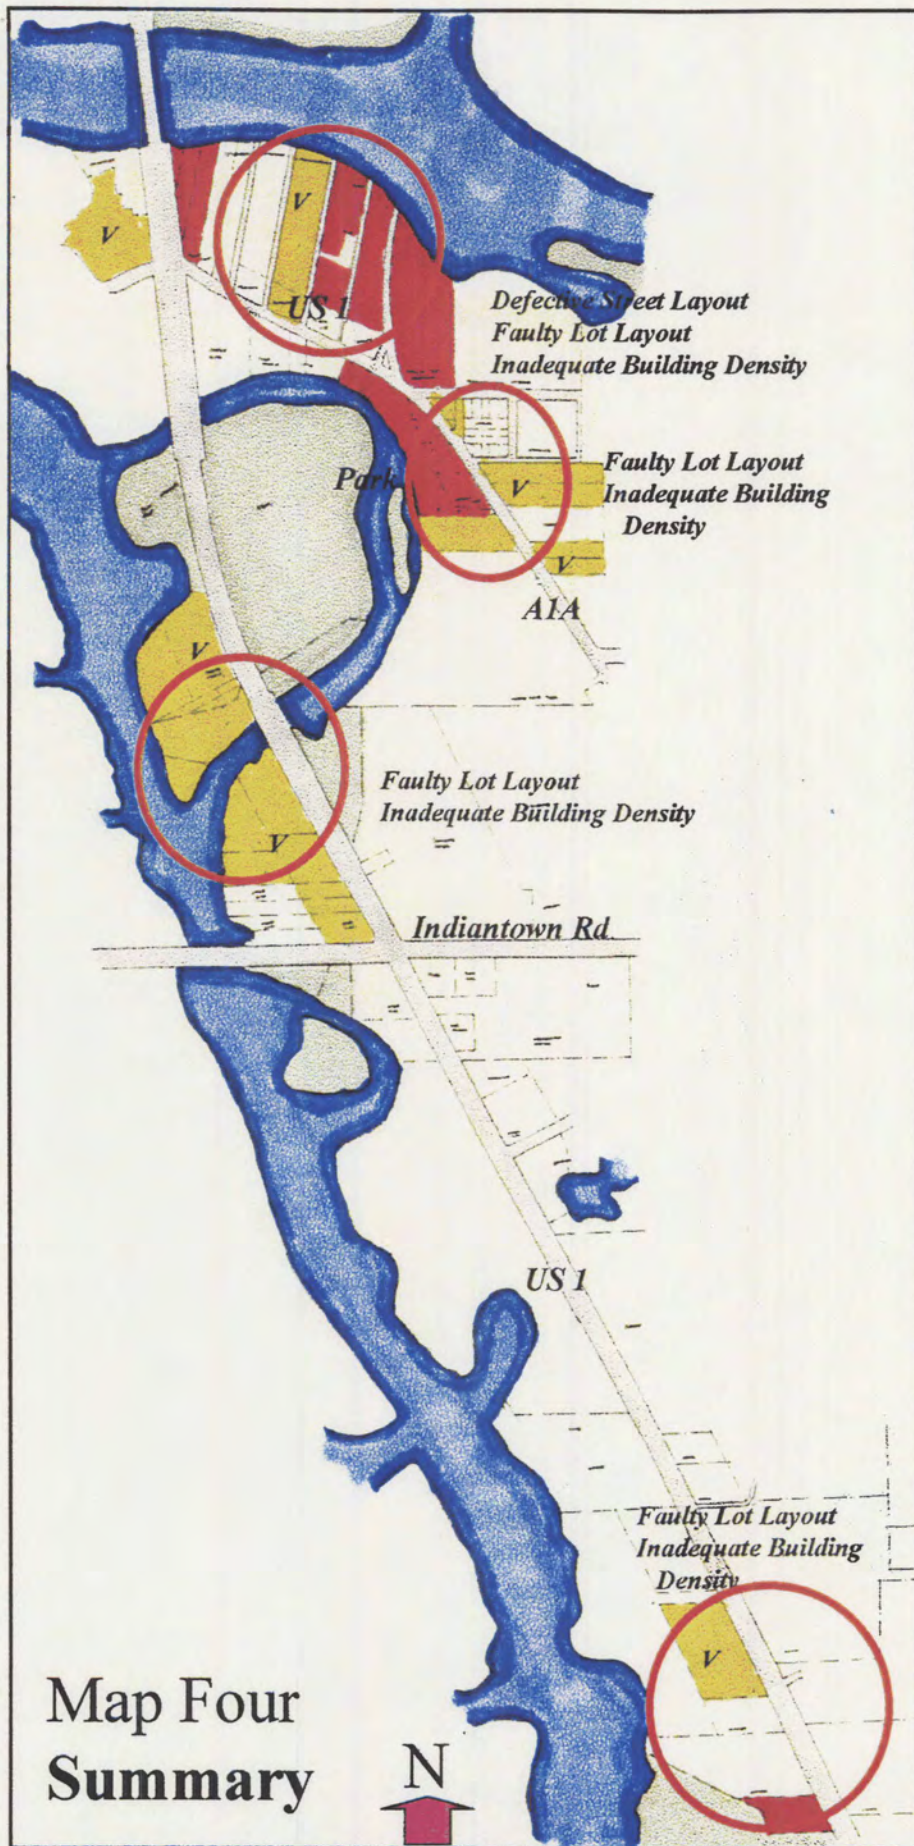 V
V
US 1
Defective Street Layout
Faulty Lot Layout
Inadequate Building Density
Park
V
Faulty Lot Layout
Inadequate Building
Density
V
A1A
V
Faulty Lot Layout
Inadequate Building Density
V
Indiantown Rd
US 1
Faulty Lot Layout
Inadequate Building
Density
V
Map Four
Summary
N